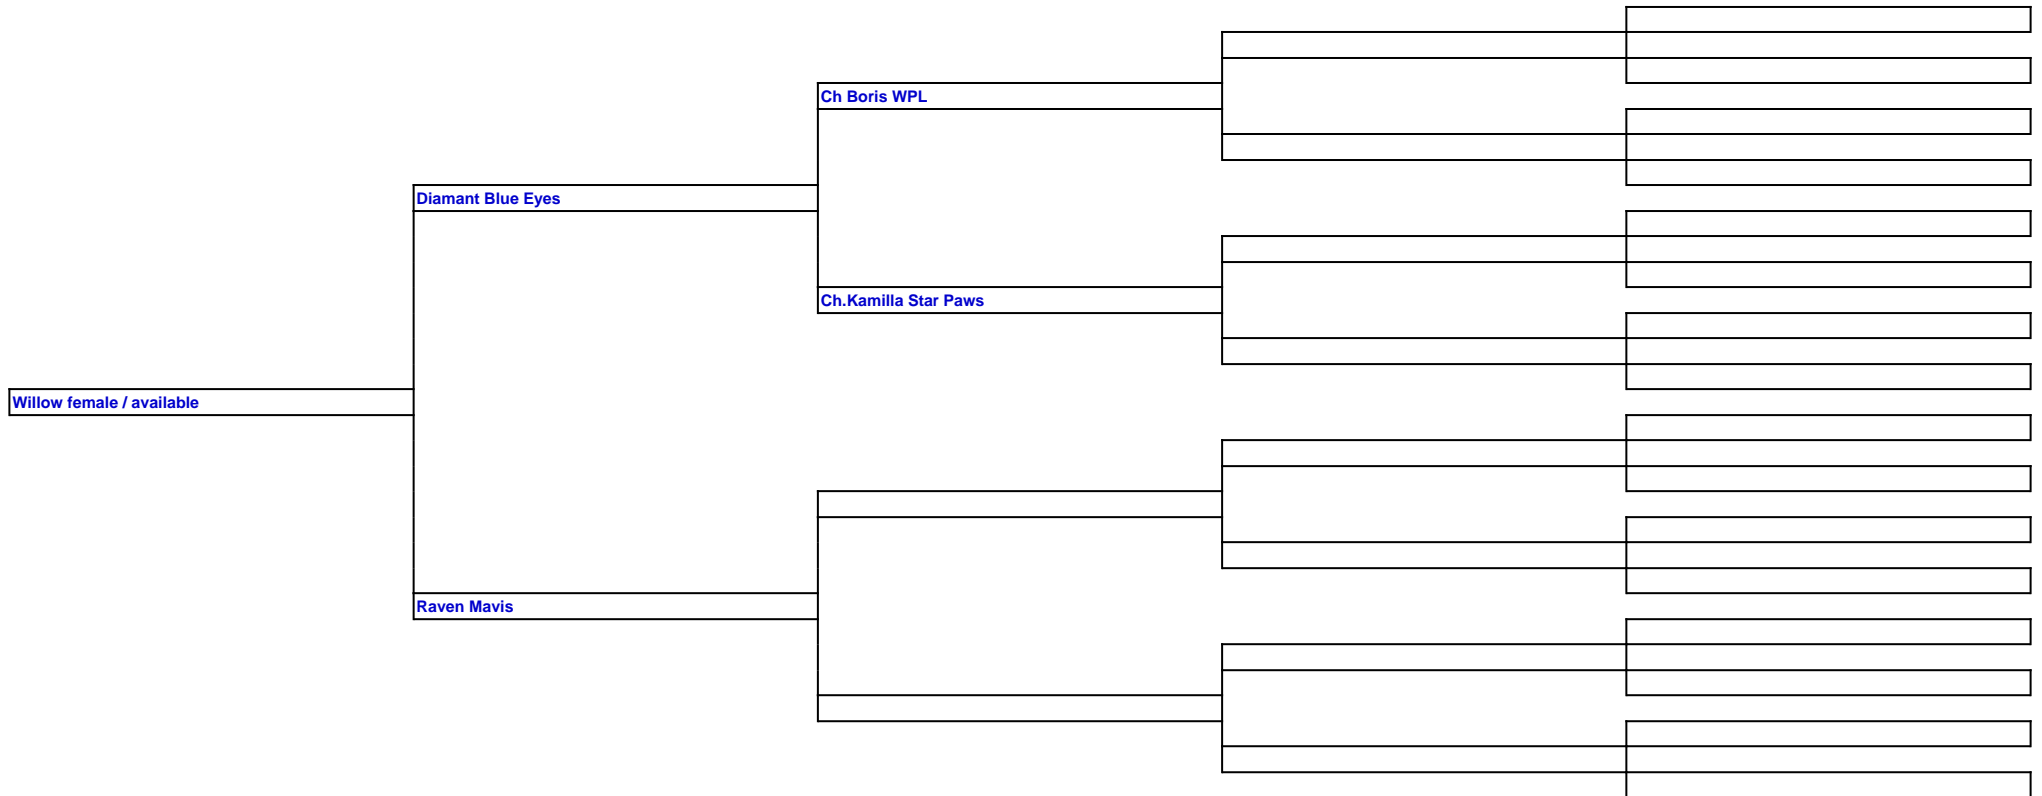 Ch Boris WPL
Diamant Blue Eyes
Ch.Kamilla Star Paws
Willow female / available
Raven Mavis